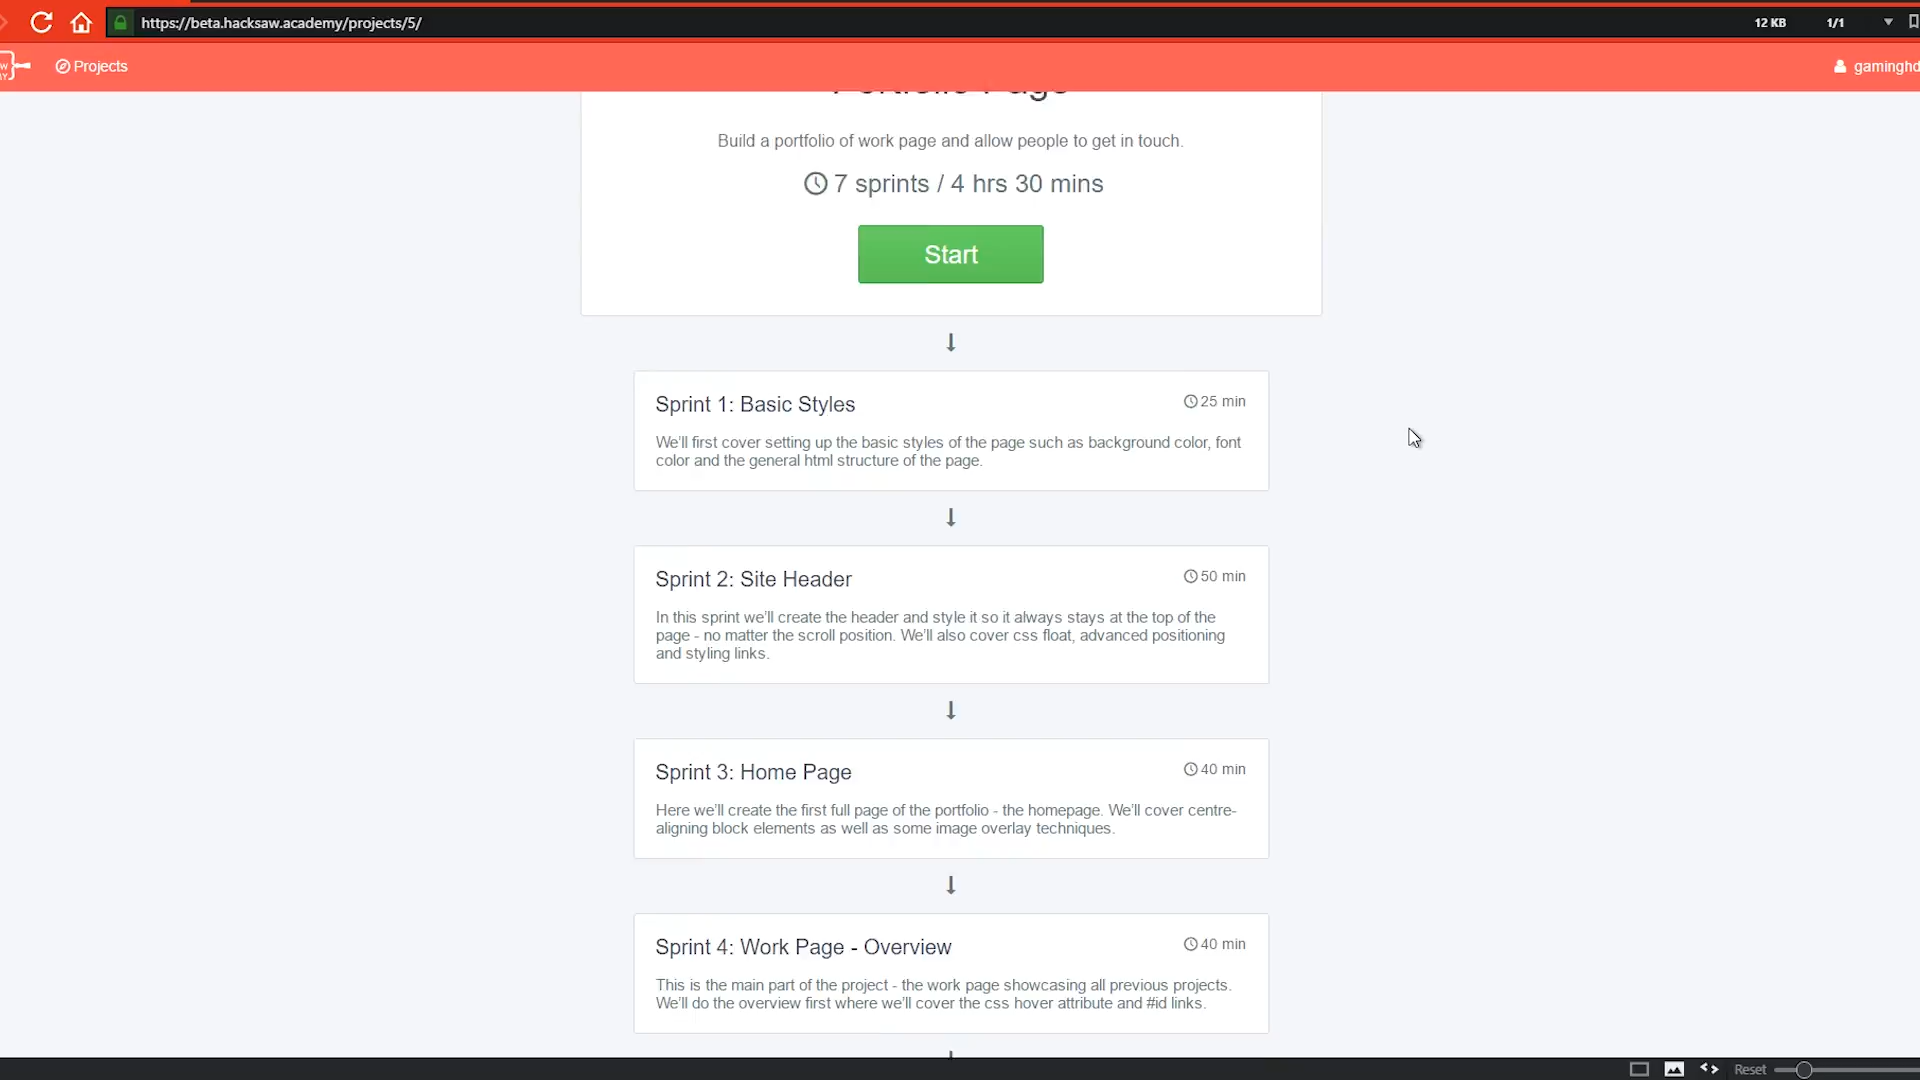 https://beta.hacksaw.academy/projects/5/
12 KB
1/1
Projects
Portfolio Page
Build a portfolio of work page and allow people to get in touch.
7 sprints / 4 hrs 30 mins
Start
Sprint 1: Basic Styles
25 min
We'll first cover setting up the basic styles of the page such as background color, font
color and the general html structure of the page.
Sprint 2: Site Header
50 min
In this sprint we'll create the header and style it so it always stays at the top of the
page - no matter the scroll position. We'll also cover css float, advanced positioning
and styling links.
Sprint 3: Home Page
40 min
Here we'll create the first full page of the portfolio - the homepage. We'll cover centre-
aligning block elements as well as some image overlay techniques.
Sprint 4: Work Page - Overview
40 min
This is the main part of the project - the work page showcasing all previous projects.
We'll do the overview first where we'll cover the css hover attribute and #id links.
Reset